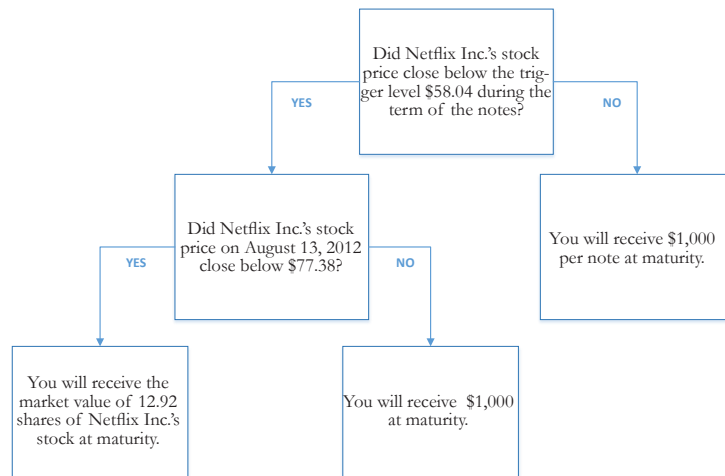 Did Netflix Inc.'s stock
price close below the trig-
ger level $58.04 during the
term of the notes?
YES
NO
Did Netflix Inc.'s stock
price on August 13, 2012
close below $77.38?
You will receive $1,000
per note at maturity.
YES
NO
You will receive the
market value of 12.92
shares of Netflix Inc.'s
stock at maturity.
You will receive $1,000
at maturity.